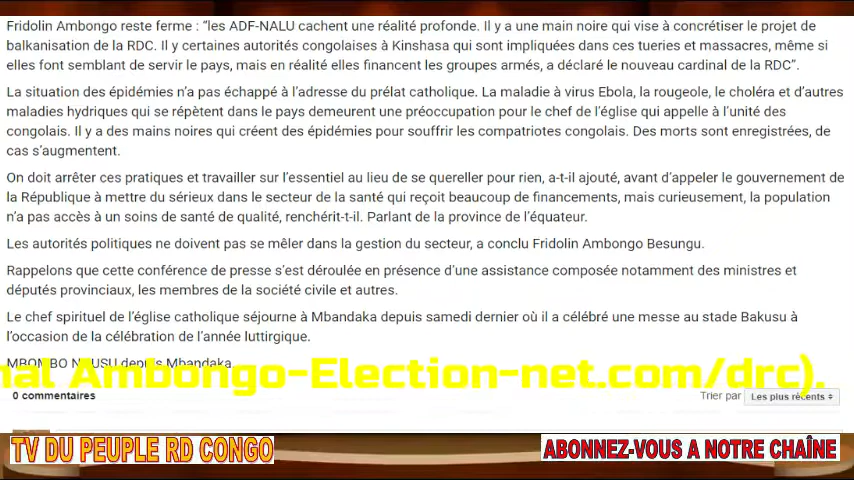 Fridolin Ambongo reste ferme : “les ADF-NALU cachent une réalité profonde. Il y a une main noire qui vise à concrétiser le projet de
balkanisation de la RDC. Il y certaines autorités congolaises à Kinshasa qui sont impliquées dans ces tueries et massacres, même si
elles font semblant de servir le pays, mais en réalité elles financent les groupes armés, a déclaré le nouveau cardinal de la RDC”.
La situation des épidémies n’a pas échappé à l’adresse du prélat catholique. La maladie à virus Ebola, la rougeole, le choléra et d’autres
maladies hydriques qui se répètent dans le pays demeurent une préoccupation pour le chef de l’église qui appelle à l’unité des
congolais. Il y a des mains noires qui créent des épidémies pour souffrir les compatriotes congolais. Des morts sont enregistrées, de
cas s’augmentent.
On doit arrêter ces pratiques et travailler sur l’essentiel au lieu de se quereller pour rien, a-t-il ajouté, avant d’appeler le gouvernement de
la République à mettre du sérieux dans le secteur de la santé qui reçoit beaucoup de financements, mais curieusement, la population
n’a pas accès à un soins de santé de qualité, renchérit-t-il. Parlant de la province de l’équateur.
Les autorités politiques ne doivent pas se mêler dans la gestion du secteur, a conclu Fridolin Ambongo Besungu.
Rappelons que cette conférence de presse s’est déroulée en présence d’une assistance composée notamment des ministres et
députés provinciaux, les membres de la société civile et autres.
Le chef spirituel de l’église catholique séjourne à Mbandaka depuis samedi dernier où il a célébré une messe au stade Bakusu à
l’occasion de la célébration de l’année luttirgique.
MBOMBO depuis Mbandaka
nal Ambongo-Election-net.com/drc).
0 commentaires
Trier par Les plus récents
TV DU PEUPLE RD CONGO
ABONNEZ-VOUS A NOTRE CHAÎNE